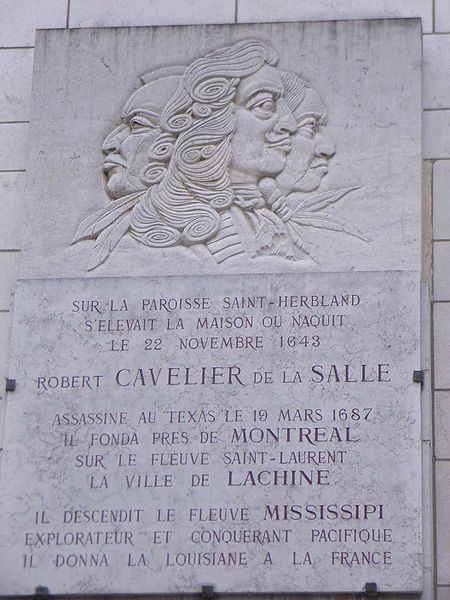 SUR LA PAROISSE SAINT-HERBLAND
S'ELEVAIT LA MAISON OU NAQUIT
LE 22 NOVEMBRE 1643
ROBERT CAVELIER DE LA SALLE
ASSASSINE AU TEXAS LE 19 MARS 1687
IL FONDA PRES DE MONTREAL
SUR LE FLEUVE SAINT-LAURENT
LA VILLE DE LACHINE
IL DESCENDIT LE FLEUVE MISSISSIPI
EXPLORATEUR ET CONQUERANT PACIFIQUE
IL DONNA LA LOUISIANE A LA FRANCE